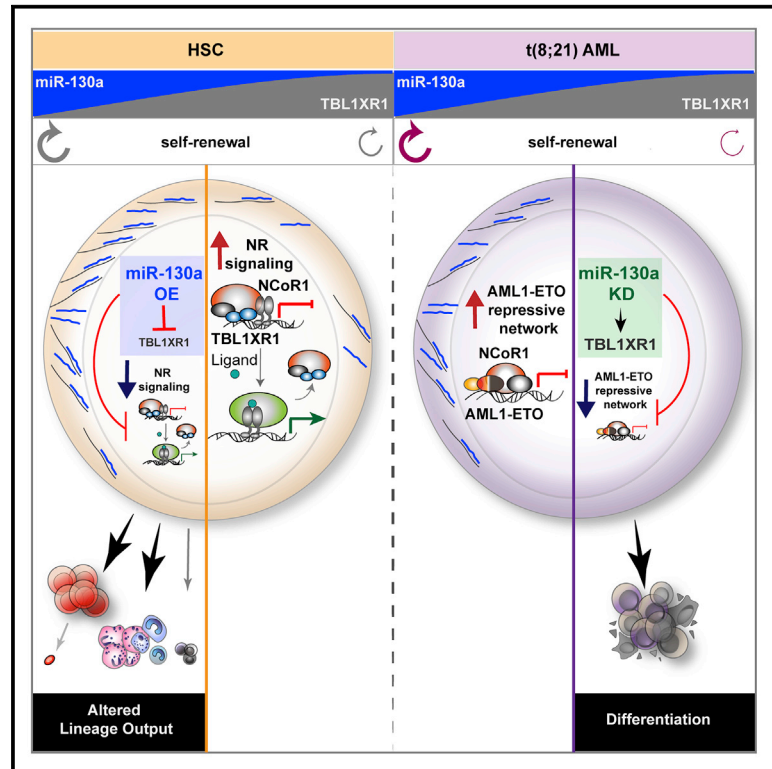 HSC
miR-130a
TBL1XR1
self-renewal
miR-130a
OE
TBL1XR1
NR
signaling
NR
signaling
NCoR1
TBL1XR1
Ligand
Altered
Lineage Output
t(8;21) AML
miR-130a
TBL1XR1
self-renewal
AML1-ETO
repressive
network
NCoR1
AML1-ETO
miR-130a
KD
TBL1XR1
AML1-ETO
repressive
network
Differentiation